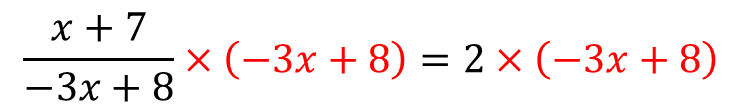 x + 7
────── × (−3x + 8) = 2 × (−3x + 8)
−3x + 8